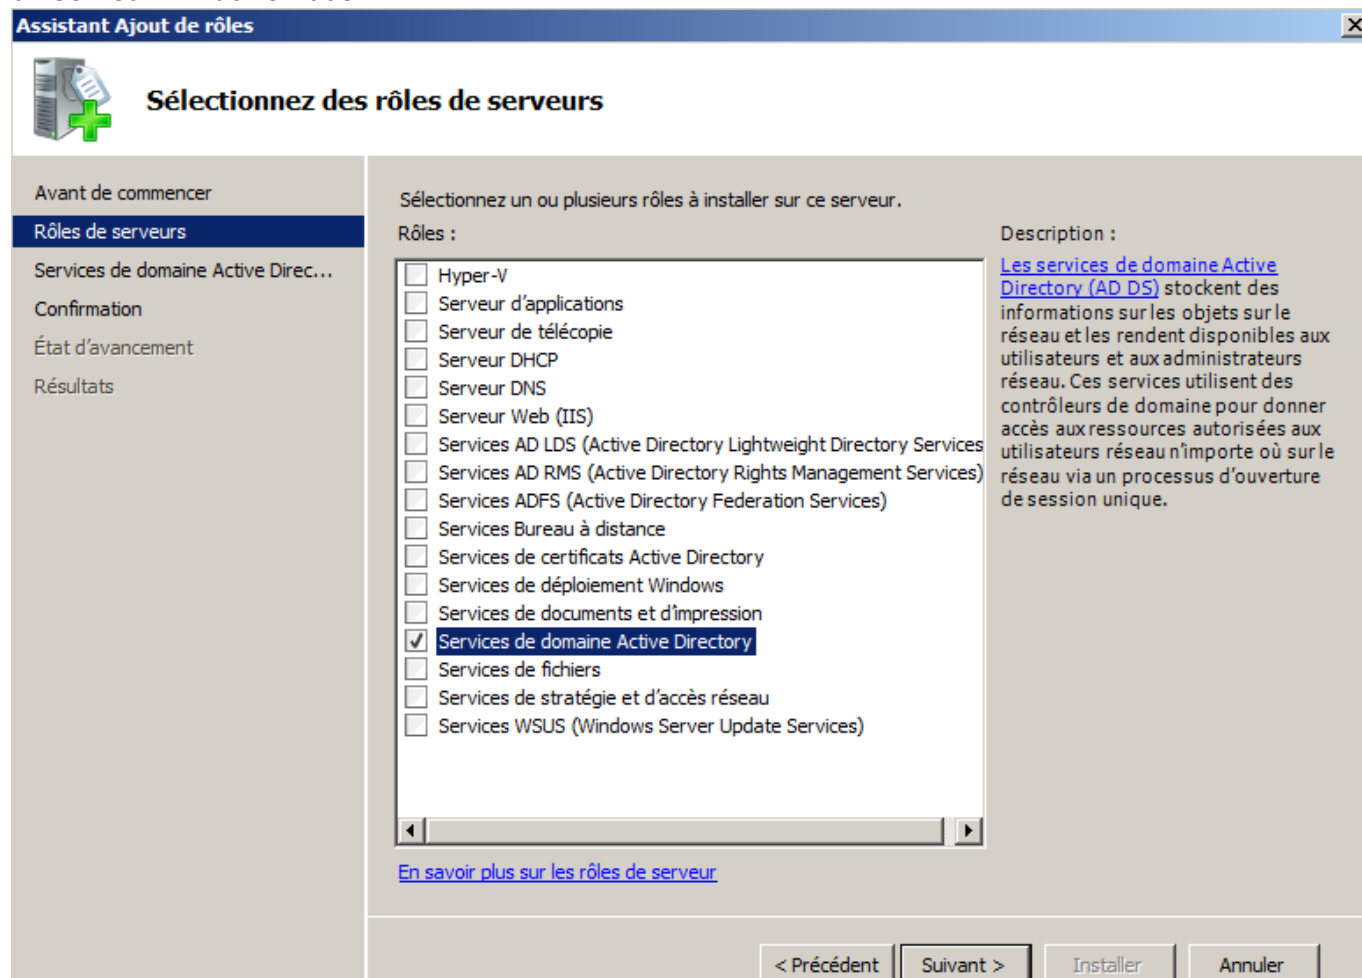 Assistant Ajout de rôles
Sélectionnez des rôles de serveurs
Avant de commencer
Rôles de serveurs
Services de domaine Active Direc...
Confirmation
État d'avancement
Résultats
Sélectionnez un ou plusieurs rôles à installer sur ce serveur.
Rôles :
Hyper-V
Serveur d'applications
Serveur de télécopie
Serveur DHCP
Serveur DNS
Serveur Web (IIS)
Services AD LDS (Active Directory Lightweight Directory Services
Services AD RMS (Active Directory Rights Management Services)
Services ADFS (Active Directory Federation Services)
Services Bureau à distance
Services de certificats Active Directory
Services de déploiement Windows
Services de documents et d'impression
Services de domaine Active Directory
Services de fichiers
Services de stratégie et d'accès réseau
Services WSUS (Windows Server Update Services)
En savoir plus sur les rôles de serveur
Description :
Les services de domaine Active
Directory (AD DS) stockent des
informations sur les objets sur le
réseau et les rendent disponibles aux
utilisateurs et aux administrateurs
réseau. Ces services utilisent des
contrôleurs de domaine pour donner
accès aux ressources autorisées aux
utilisateurs réseau n'importe où sur le
réseau via un processus d'ouverture
de session unique.
< Précédent
Suivant >
Installer
Annuler